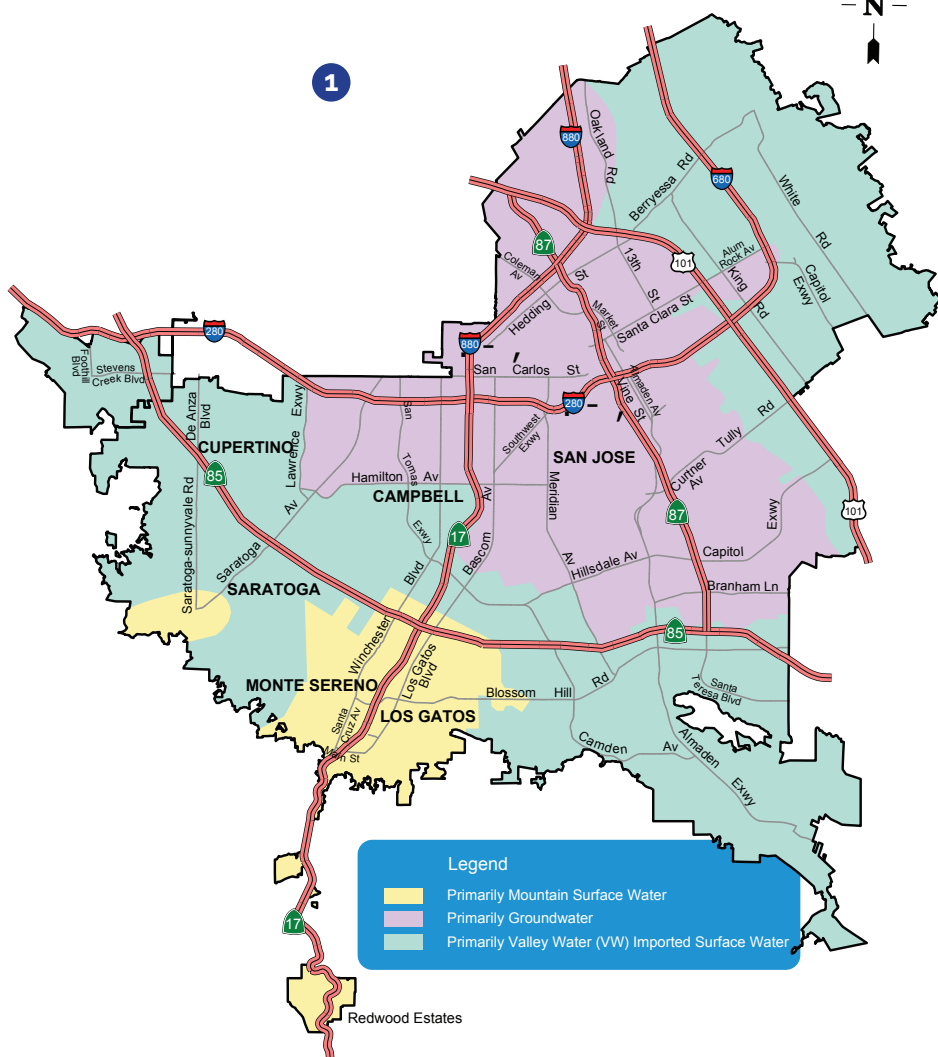 N
1
880
Oakland
Rd
Berryessa Rd
680
White
Rd
87
101
Alum
Rock Av
Coleman
Av
Hedding St
13th
St
King
Rd
Capitol
Expwy
Market
St
Santa Clara St
280
880
San Carlos St
Foothill
Blvd
Stevens
Creek Blvd
De Anza
Blvd
Lawrence Exwy
San
Tomas
Exwy
280
Southwest
Exwy
Vine St
Almaden Av
Tully Rd
CUPERTINO
SAN JOSE
85
Hamilton Av
CAMPBELL
Curtner
Av
Meridian
Av
87
101
17
Bascom Av
Saratoga-sunnyvale Rd
Saratoga Av
Hillsdale Av
Capitol Exwy
Branham Ln
SARATOGA
Winchester Blvd
85
MONTE SERENO
Los Gatos
Blvd
Blossom Hill Rd
Santa
Teresa Blvd
Santa
Cruz Av
LOS GATOS
Main St
Camden Av
Almaden
Exwy
Legend
Primarily Mountain Surface Water
Primarily Groundwater
Primarily Valley Water (VW) Imported Surface Water
17
Redwood Estates